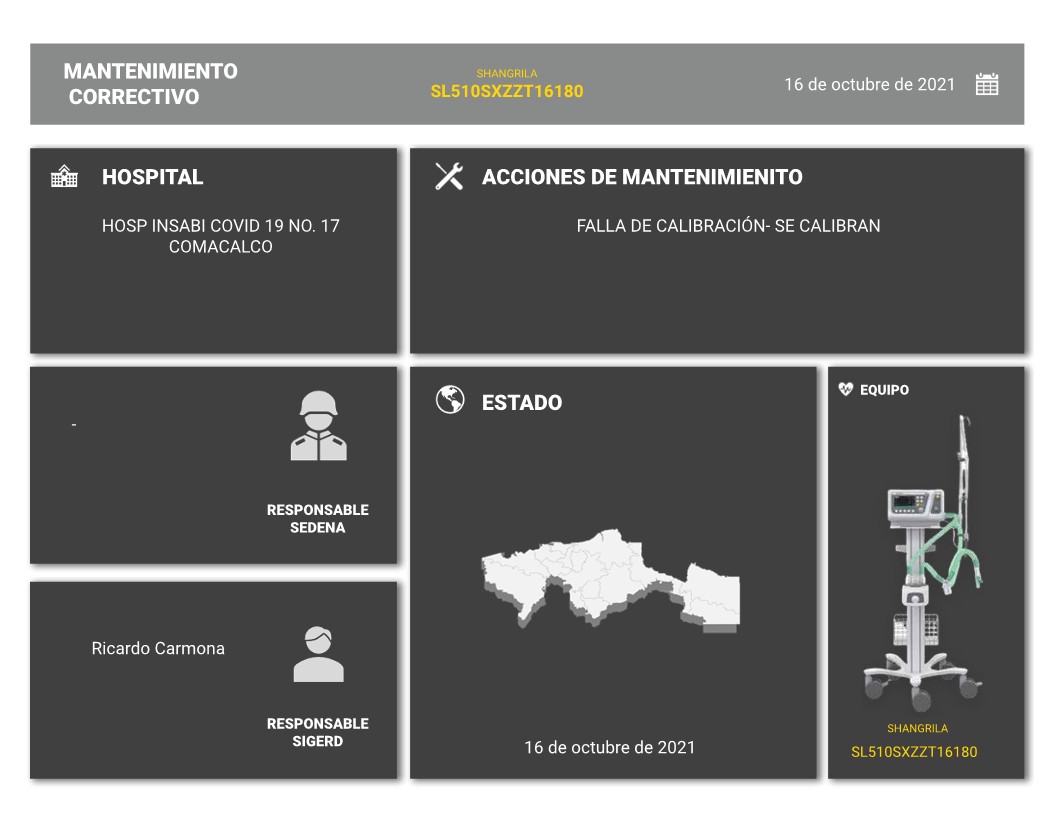 MANTENIMIENTO
CORRECTIVO
SHANGRILA
SL510SXZZT16180
16 de octubre de 2021
HOSPITAL
HOSP INSABI COVID 19 NO. 17
COMACALCO
ACCIONES DE MANTENIMIENITO
FALLA DE CALIBRACIÓN- SE CALIBRAN
-
RESPONSABLE
SEDENA
Ricardo Carmona
RESPONSABLE
SIGERD
ESTADO
16 de octubre de 2021
EQUIPO
SHANGRILA
SL510SXZZT16180